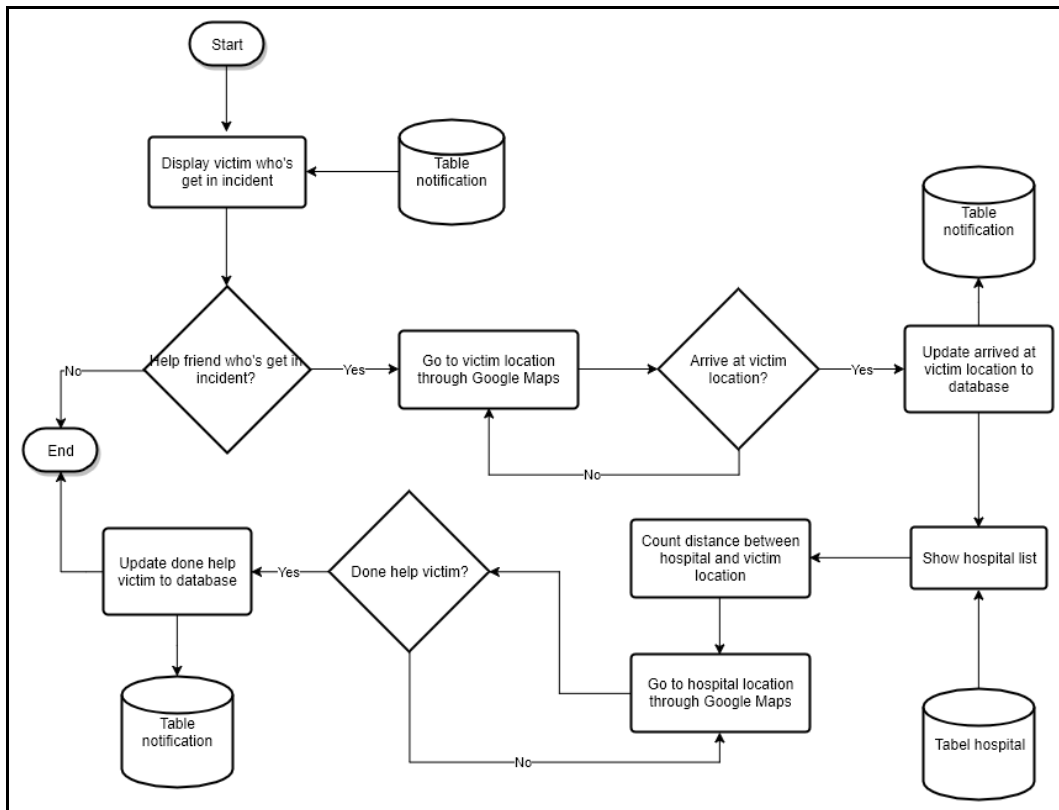 Start
Display victim who's
get in incident
Table
notification
Table
notification
Help friend who's get in
incident?
No
Yes
Go to victim location
through Google Maps
Arrive at victim
location?
Yes
Update arrived at
victim location to
database
End
No
Update done help
victim to database
Yes
Done help victim?
Count distance between
hospital and victim
location
Show hospital list
Go to hospital location
through Google Maps
Table
notification
No
Tabel hospital